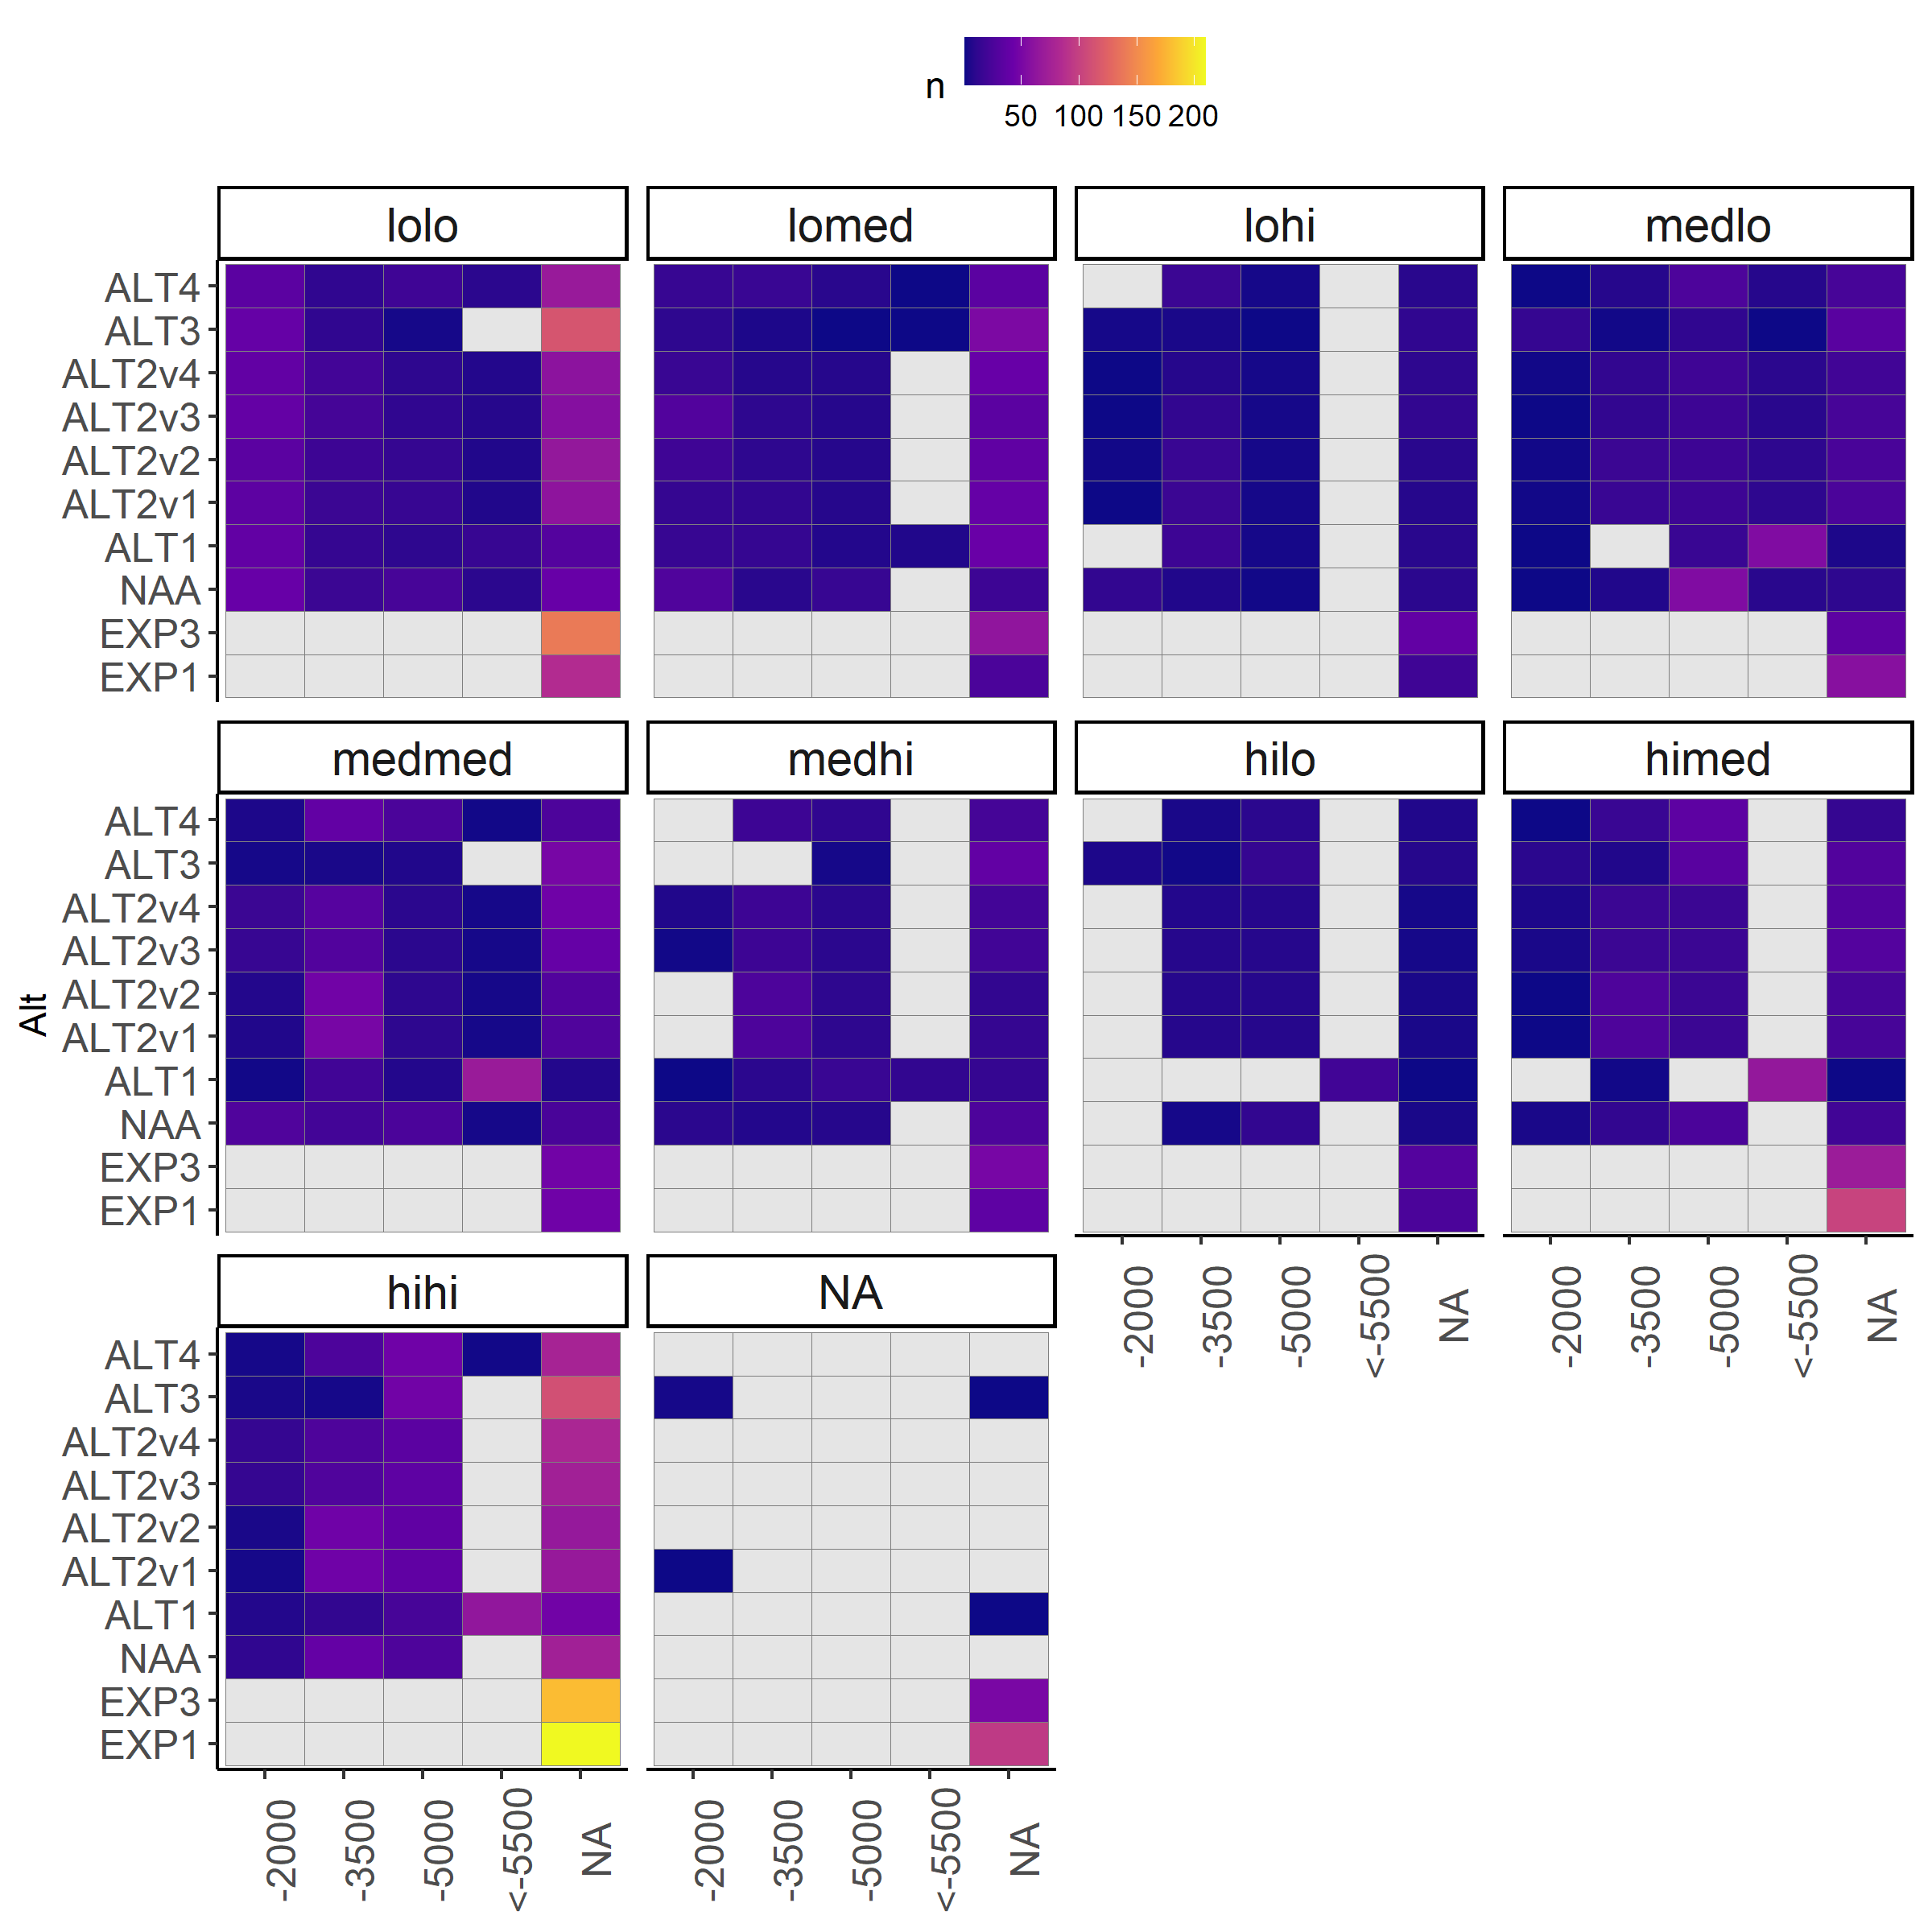 n
50 100 150 200
lolo lomed lohi medlo
ALT4
ALT3
ALT2v4
ALT2v3
ALT2v2
ALT2v1
ALT1
NAA
EXP3
EXP1
medmed medhi hilo himed
ALT4
ALT3
ALT2v4
ALT2v3
ALT2v2
ALT2v1
ALT1
NAA
EXP3
EXP1
Alt
-2000 -3500 -5000 <-5500 NA -2000 -3500 -5000 <-5500 NA
hihi NA
ALT4
ALT3
ALT2v4
ALT2v3
ALT2v2
ALT2v1
ALT1
NAA
EXP3
EXP1
-2000 -3500 -5000 <-5500 NA -2000 -3500 -5000 <-5500 NA